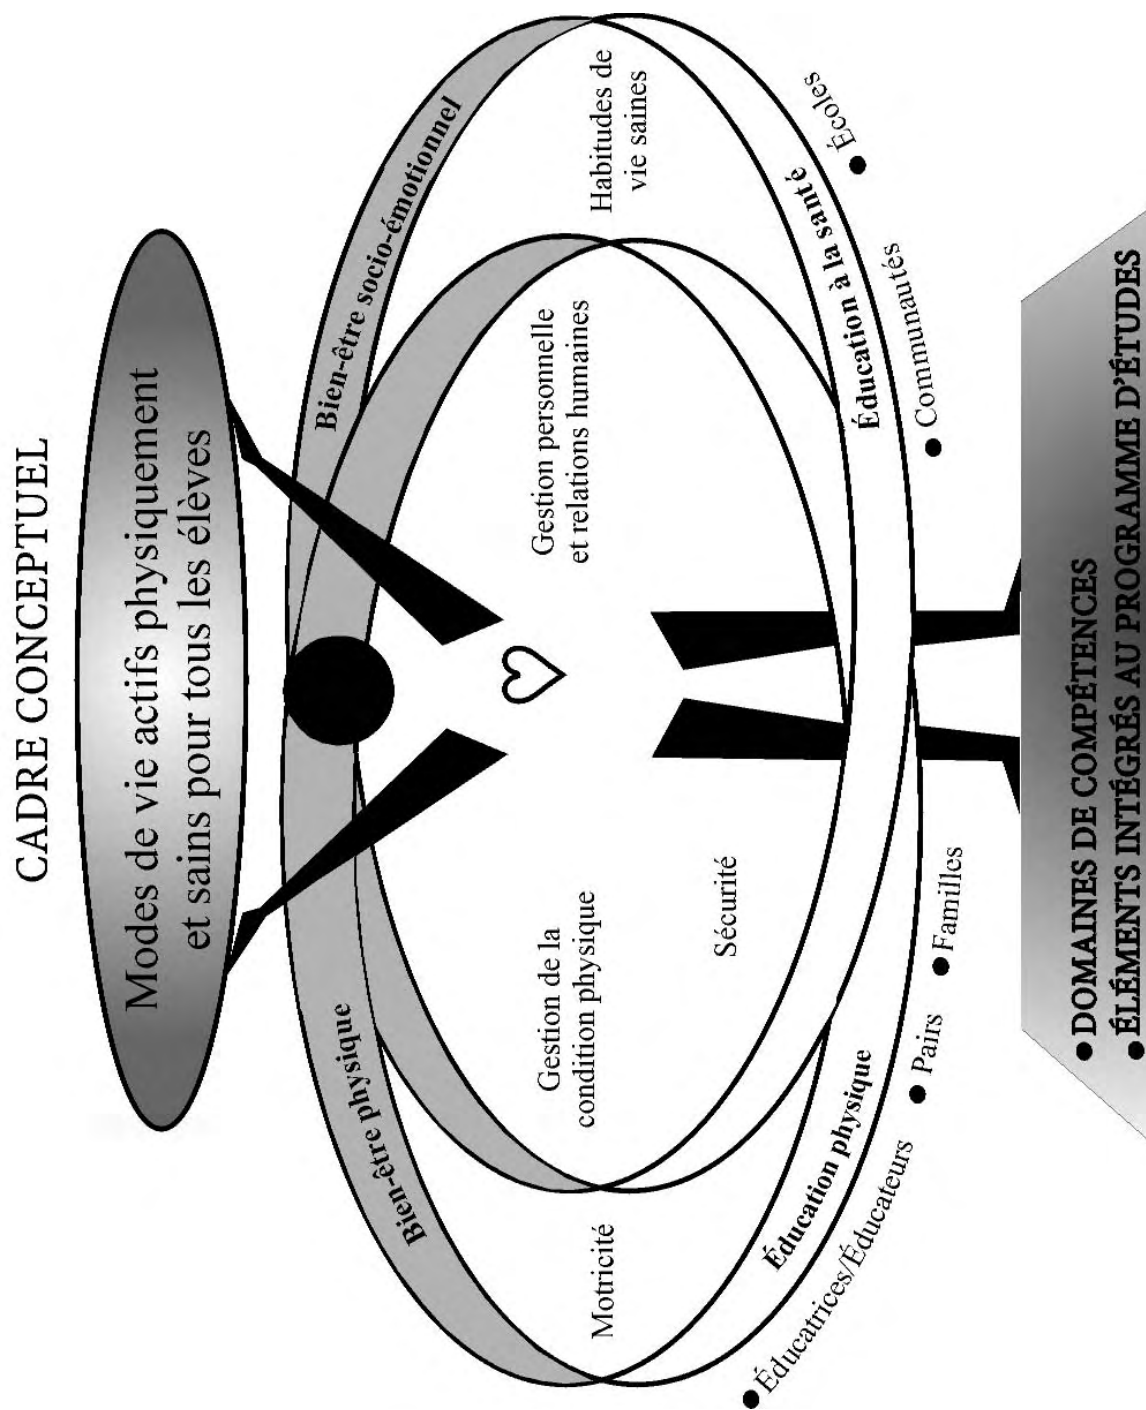 CADRE CONCEPTUEL
Modes de vie actifs physiquement
et sains pour tous les élèves
Bien-être physique
Bien-être socio-émotionnel
Motricité
Gestion de la
condition physique
Gestion personnelle
et relations humaines
Habitudes de
vie saines
Sécurité
Éducation physique
Éducation à la santé
• Éducatrices/Éducateurs
• Pairs
• Familles
• Communautés
• Écoles
• DOMAINES DE COMPÉTENCES
• ÉLÉMENTS INTÉGRÉS AU PROGRAMME D'ÉTUDES